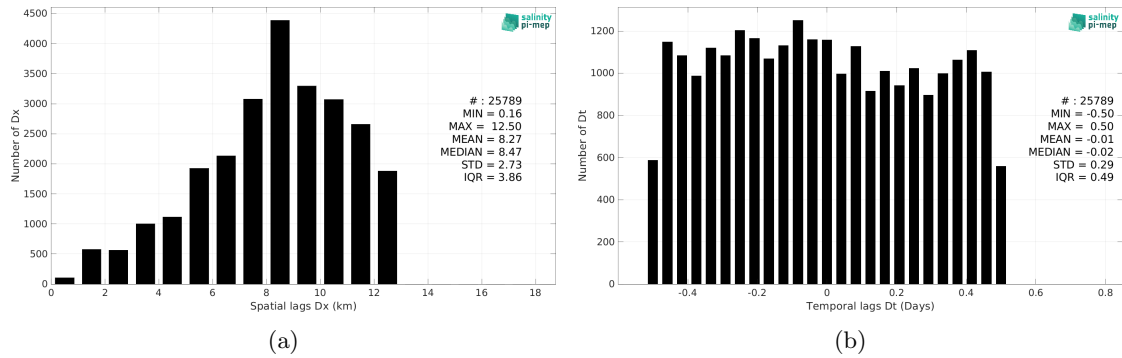 4500
4000
3500
3000
2500
2000
1500
1000
500
0
Number of Dx
0 2 4 6 8 10 12 14 16 18
Spatial lags Dx (km)
salinity
pi-mep
# : 25789
MIN = 0.16
MAX = 12.50
MEAN = 8.27
MEDIAN = 8.47
STD = 2.73
IQR = 3.86
(a)
1200
1000
800
600
400
200
0
Number of Dt
-0.4 -0.2 0 0.2 0.4 0.6 0.8
Temporal lags Dt (Days)
salinity
pi-mep
# : 25789
MIN = -0.50
MAX = 0.50
MEAN = -0.01
MEDIAN = -0.02
STD = 0.29
IQR = 0.49
(b)